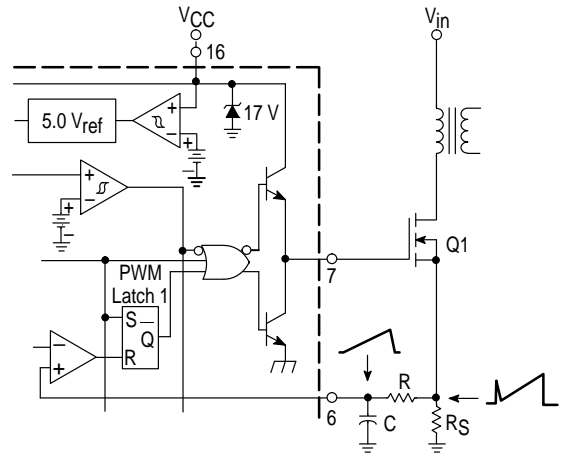 VCC
Vin
16
5.0 Vref
+
−
+
−
17 V
+
−
+
−
Q1
PWM
Latch 1
7
S
Q
R
−
+
R
6
C
RS